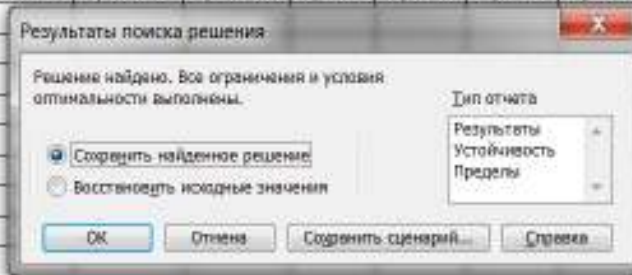 Результаты поиска решения
Решение найдено. Все ограничения и условия
оптимальности выполнены.
Тип отчета
Результаты
Устойчивость
Пределы
Сохранить найденное решение
Восстановить исходные значения
ОК
Отмена
Сохранить сценарий...
Справка